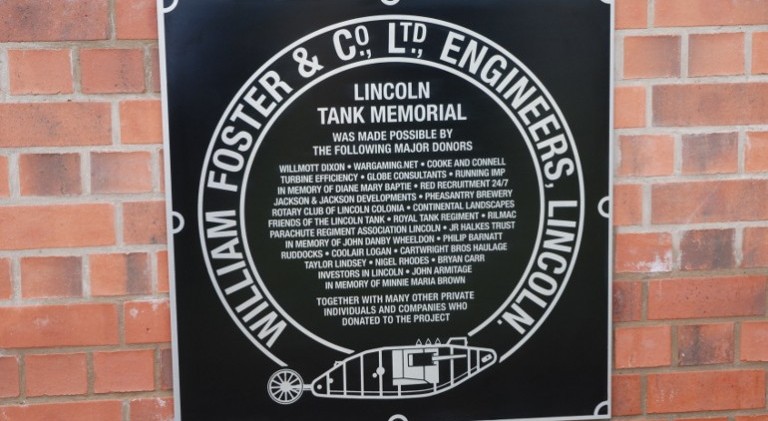 WILLIAM FOSTER & Co., LTD., ENGINEERS, LINCOLN.
LINCOLN
TANK MEMORIAL
WAS MADE POSSIBLE BY
THE FOLLOWING MAJOR DONORS
WILLMOTT DIXON • WARGAMING.NET • COOKE AND CONNELL
TURBINE EFFICIENCY • GLOBE CONSULTANTS • RUNNING IMP
IN MEMORY OF DIANE MARY BAPTIE • RED RECRUITMENT 24/7
JACKSON & JACKSON DEVELOPMENTS • PHEASANTRY BREWERY
ROTARY CLUB OF LINCOLN COLONIA • CONTINENTAL LANDSCAPES
FRIENDS OF THE LINCOLN TANK • ROYAL TANK REGIMENT • RILMAC
PARACHUTE REGIMENT ASSOCIATION LINCOLN • JR HALKES TRUST
IN MEMORY OF JOHN DANBY WHEELDON • PHILIP BARNATT
RUDDOCKS • COOLAIR LOGAN • CARTWRIGHT BROS HAULAGE
TAYLOR LINDSEY • NIGEL RHODES • BRYAN CARR
INVESTORS IN LINCOLN • JOHN ARMITAGE
IN MEMORY OF MINNIE MARIA BROWN
TOGETHER WITH MANY OTHER PRIVATE
INDIVIDUALS AND COMPANIES WHO
DONATED TO THE PROJECT